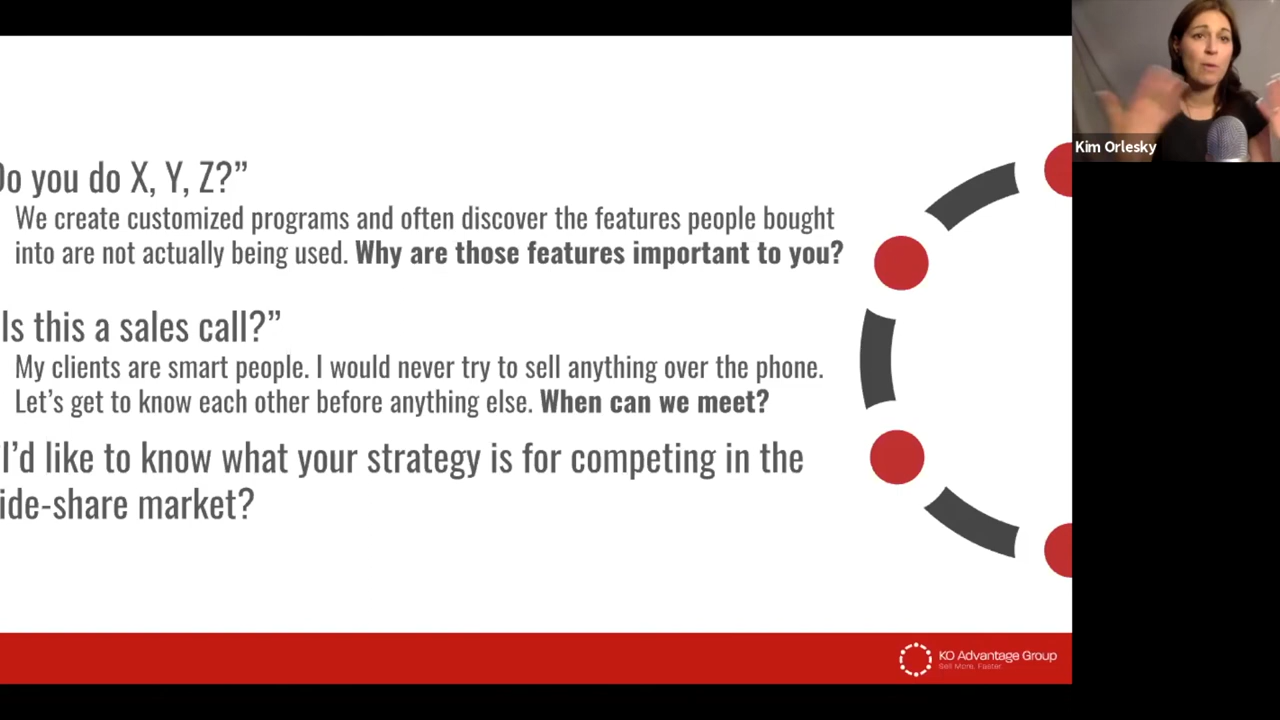 Do you do X, Y, Z?”
We create customized programs and often discover the features people bought
into are not actually being used. Why are those features important to you?
Is this a sales call?”
My clients are smart people. I would never try to sell anything over the phone.
Let’s get to know each other before anything else. When can we meet?
I’d like to know what your strategy is for competing in the
ide-share market?
KO Advantage Group
Sell More. Faster
Kim Orlesky